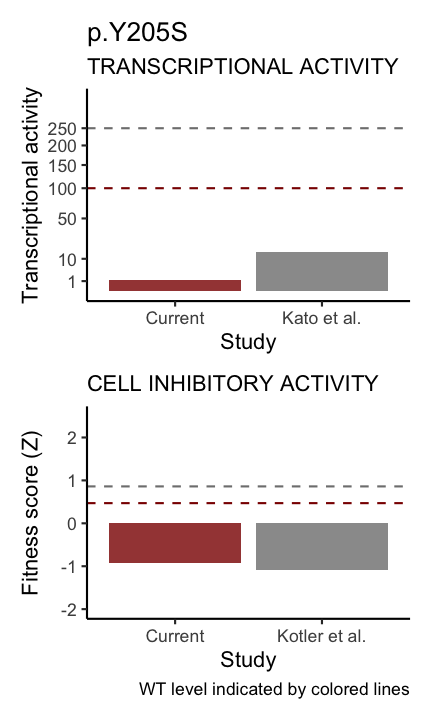 p.Y205S
TRANSCRIPTIONAL ACTIVITY
Transcriptional activity
250
200
150
100
50
10
1
Current
Kato et al.
Study
CELL INHIBITORY ACTIVITY
Fitness score (Z)
2
1
0
-1
-2
Current
Kotler et al.
Study
WT level indicated by colored lines